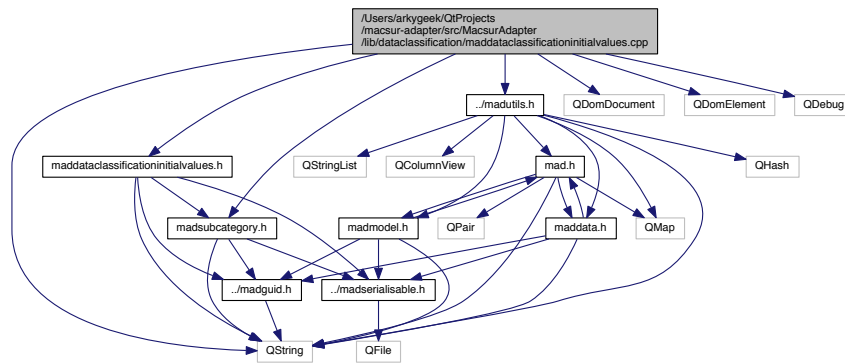 /Users/arkygeek/QtProjects
/macsur-adapter/src/MacsurAdapter
/lib/dataclassification/maddataclassificationinitialvalues.cpp
../madutils.h
QDomDocument
QDomElement
QDebug
maddataclassificationinitialvalues.h
QStringList
QColumnView
mad.h
QHash
madsubcategory.h
madmodel.h
QPair
maddata.h
QMap
../madguid.h
../madserialisable.h
QString
QFile